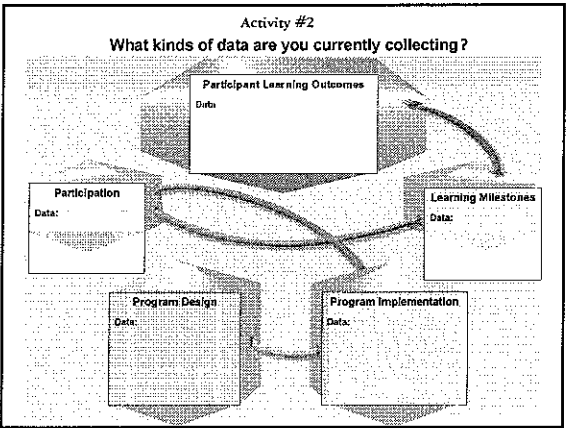 Activity #2
What kinds of data are you currently collecting?
Participant Learning Outcomes
Data
Participation
Data:
Learning Milestones
Data:
Program Design
Data:
Program Implementation
Data: